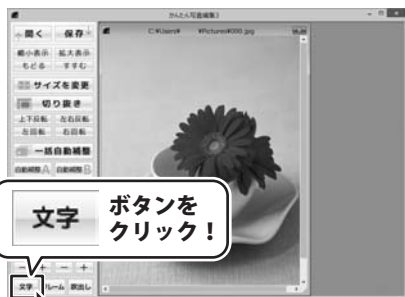 かんたん写真編集3
開く 保存
C:¥Users¥ ¥Pictures¥000.jpg
縮小表示 拡大表示
もどる すすむ
サイズを変更
切り抜き
上下反転 左右反転
左回転 右回転
一括自動補整
自動補整A 自動補整B
文字
ボタンを
クリック！
− + − +
文字 フレーム 吹出し